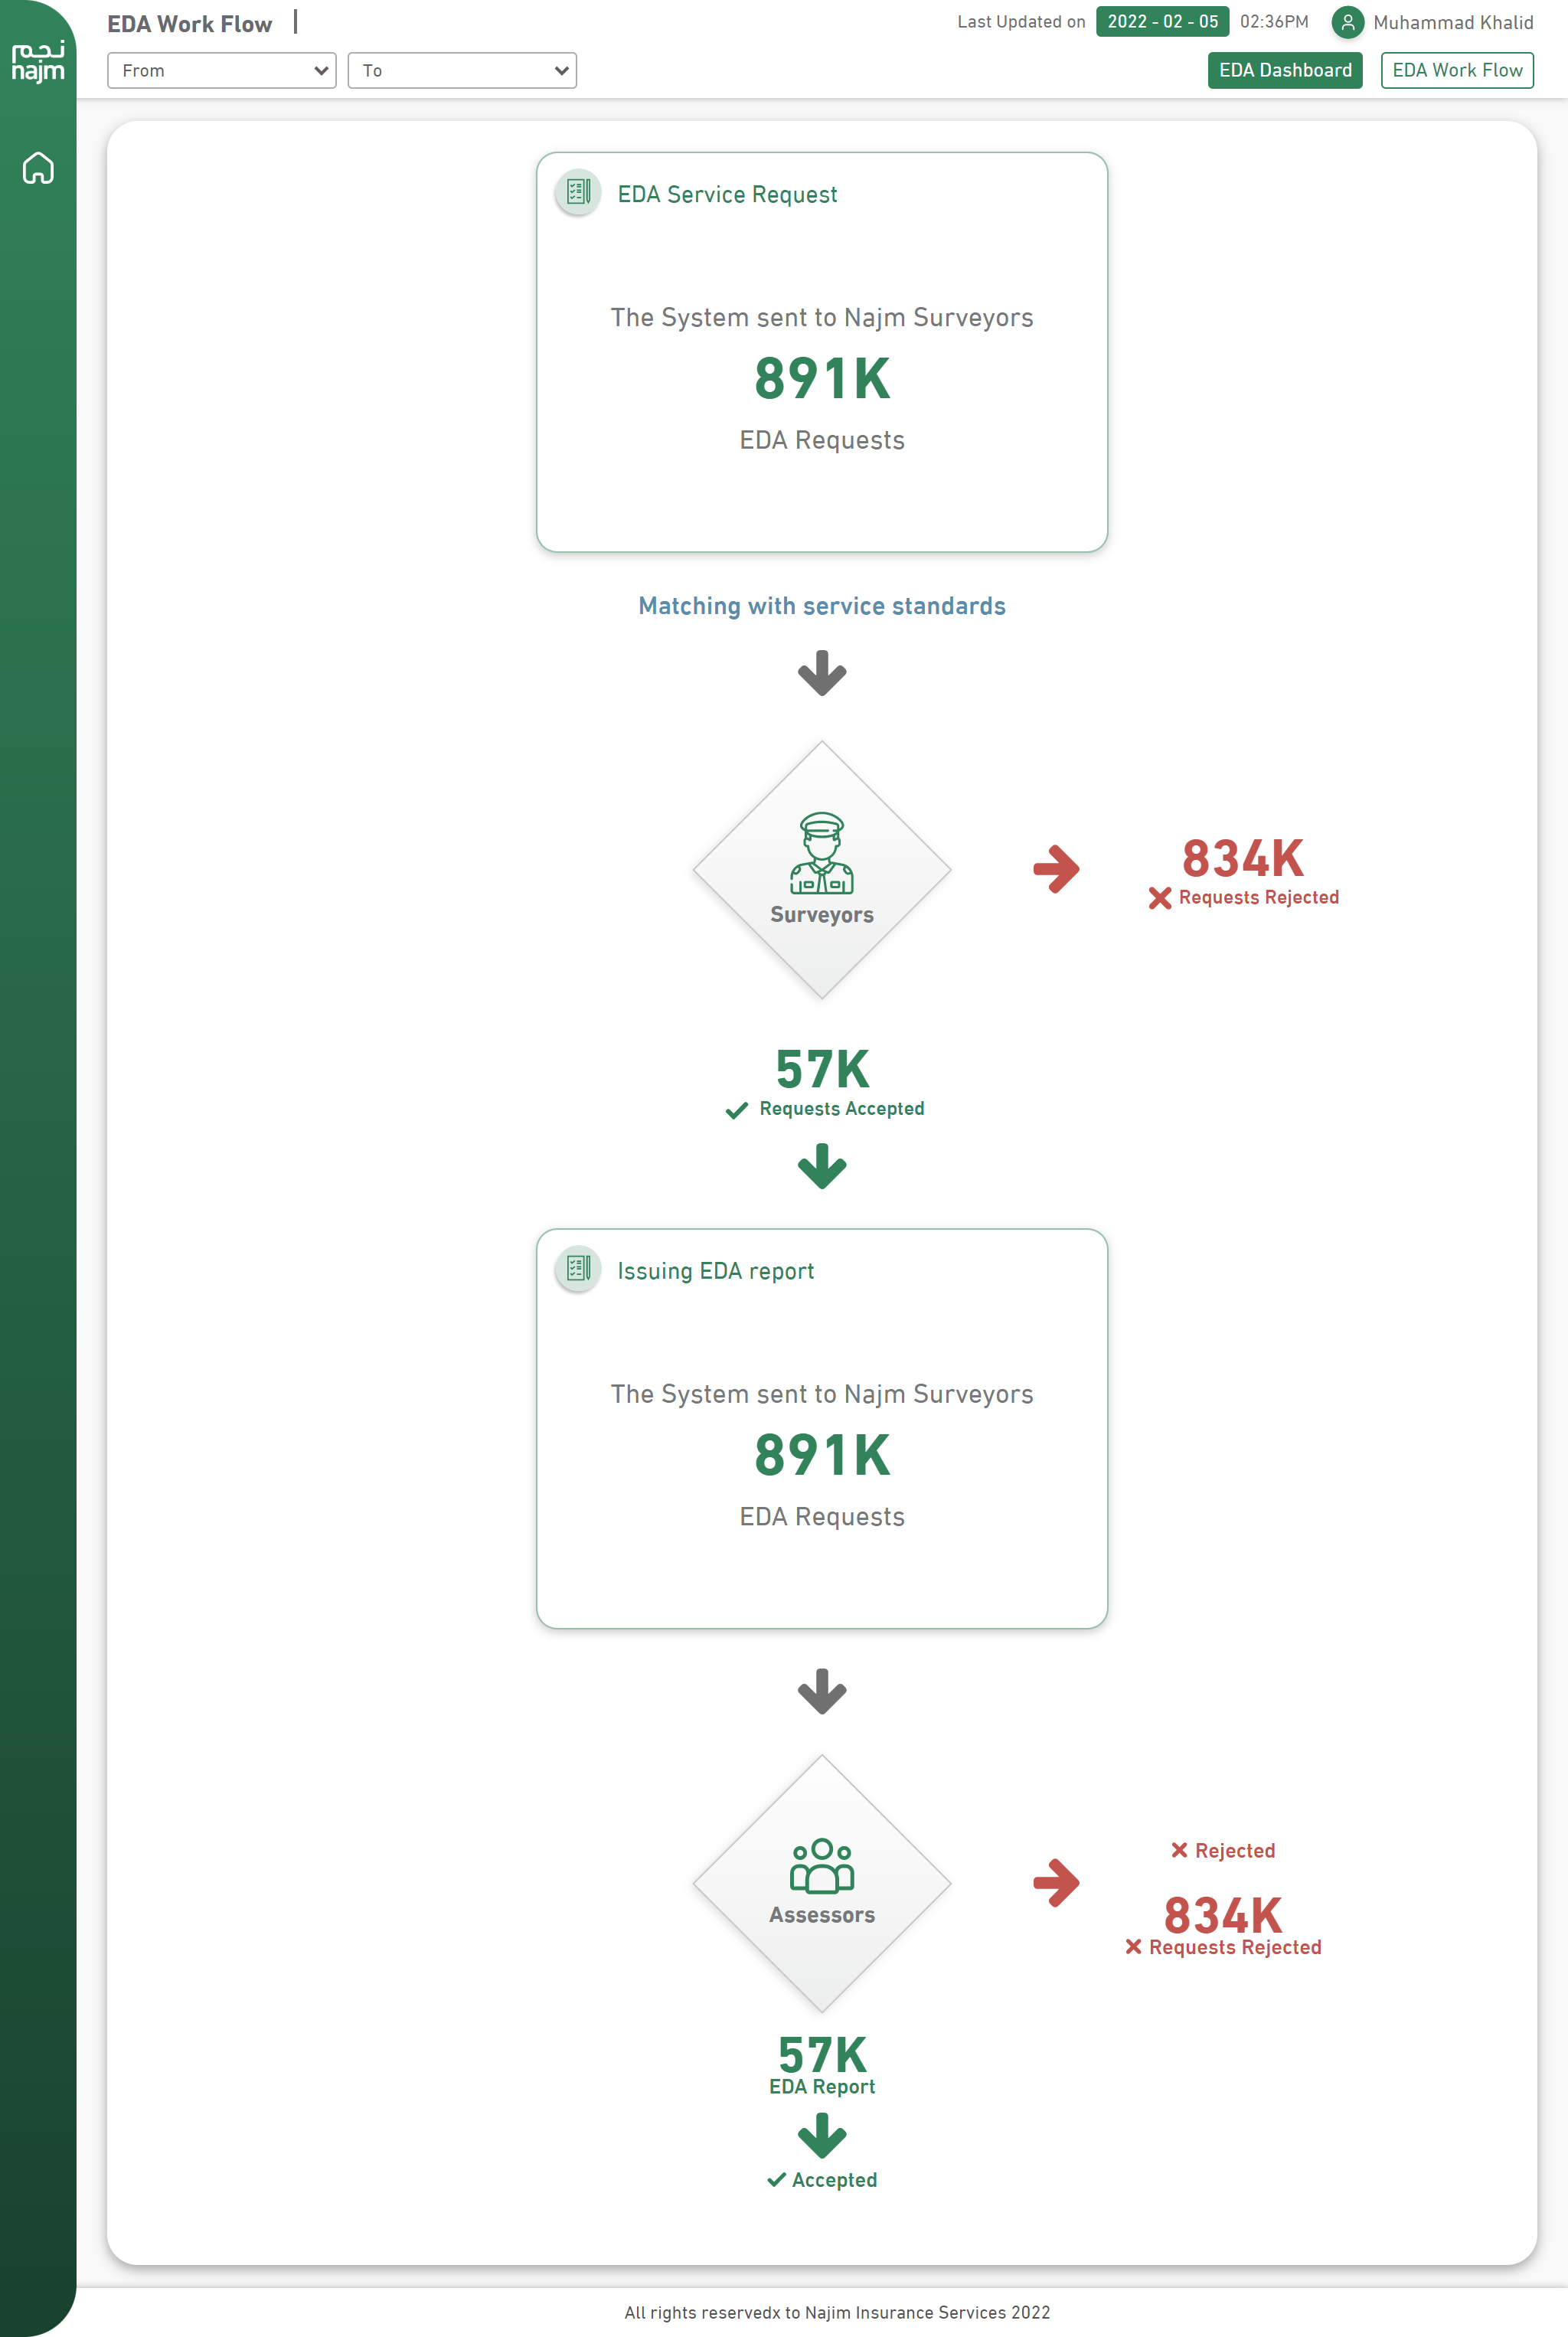 نجم
najm
EDA Work Flow
Last Updated on 2022 - 02 - 05 02:36PM Muhammad Khalid
From To
EDA Dashboard EDA Work Flow
EDA Service Request
The System sent to Najm Surveyors
891K
EDA Requests
Matching with service standards
Surveyors
834K
Requests Rejected
57K
Requests Accepted
Issuing EDA report
The System sent to Najm Surveyors
891K
EDA Requests
Assessors
Rejected
834K
Requests Rejected
57K
EDA Report
Accepted
All rights reservedx to Najim Insurance Services 2022